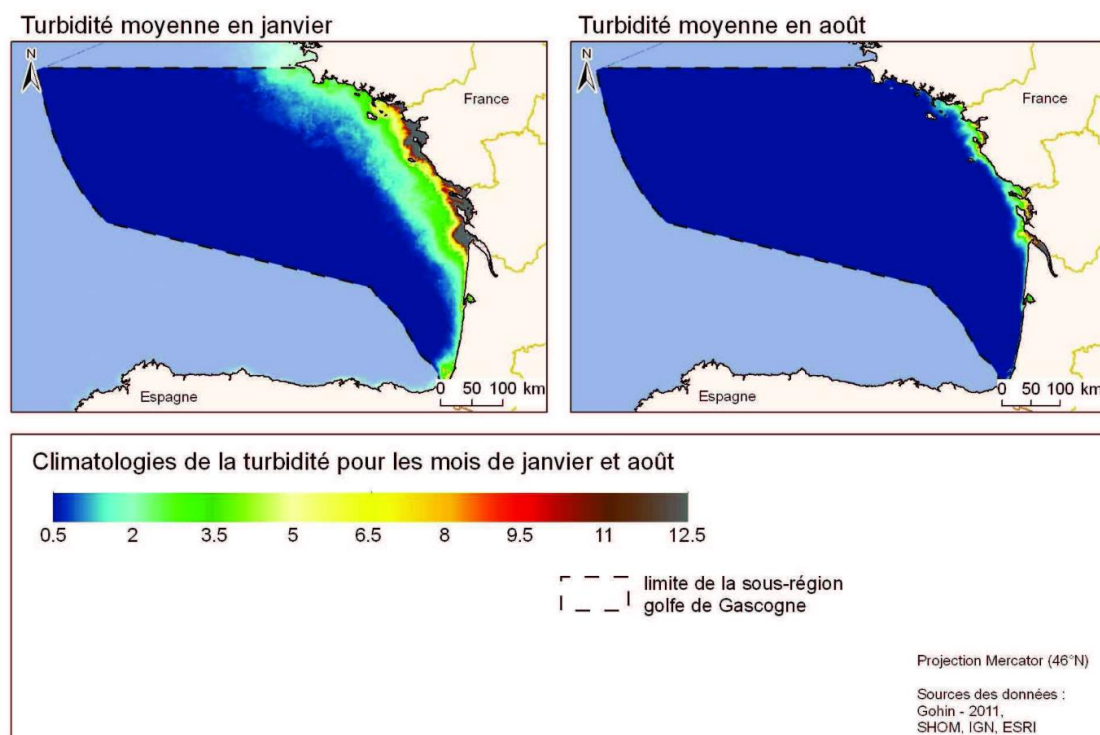 Turbidité moyenne en janvier
N
France
Espagne
0 50 100 km
Turbidité moyenne en août
N
France
Espagne
0 50 100 km
Climatologies de la turbidité pour les mois de janvier et août
0.5 2 3.5 5 6.5 8 9.5 11 12.5
limite de la sous-région
golfe de Gascogne
Projection Mercator (46°N)
Sources des données :
Gohin - 2011,
SHOM, IGN, ESRI